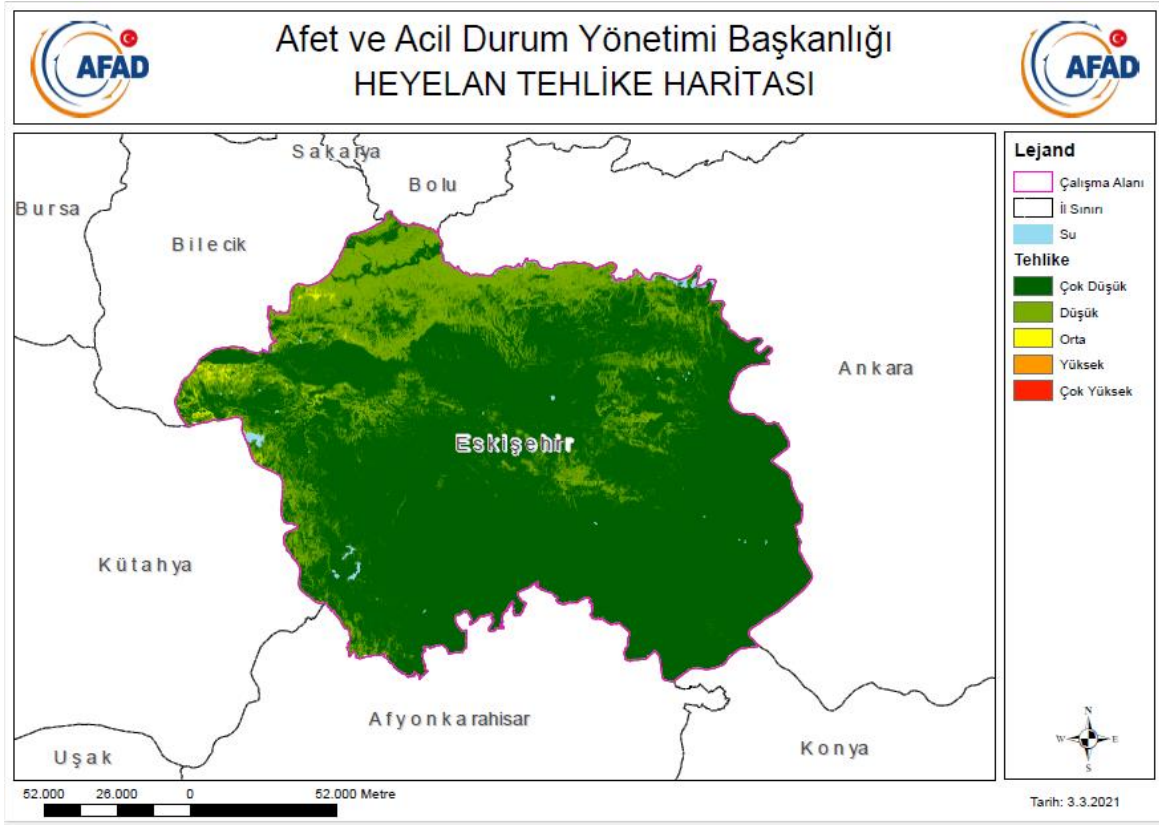 AFAD
Afet ve Acil Durum Yönetimi Başkanlığı
HEYELAN TEHLİKE HARİTASI
AFAD
Sakarya
Bolu
Bursa
Bilecik
Ankara
Eskişehir
Kütahya
Afyonkarahisar
Konya
Uşak
Lejand
Çalışma Alanı
İl Sınırı
Su
Tehlike
Çok Düşük
Düşük
Orta
Yüksek
Çok Yüksek
N
W
E
S
52.000 26.000 0 52.000 Metre
Tarih: 3.3.2021